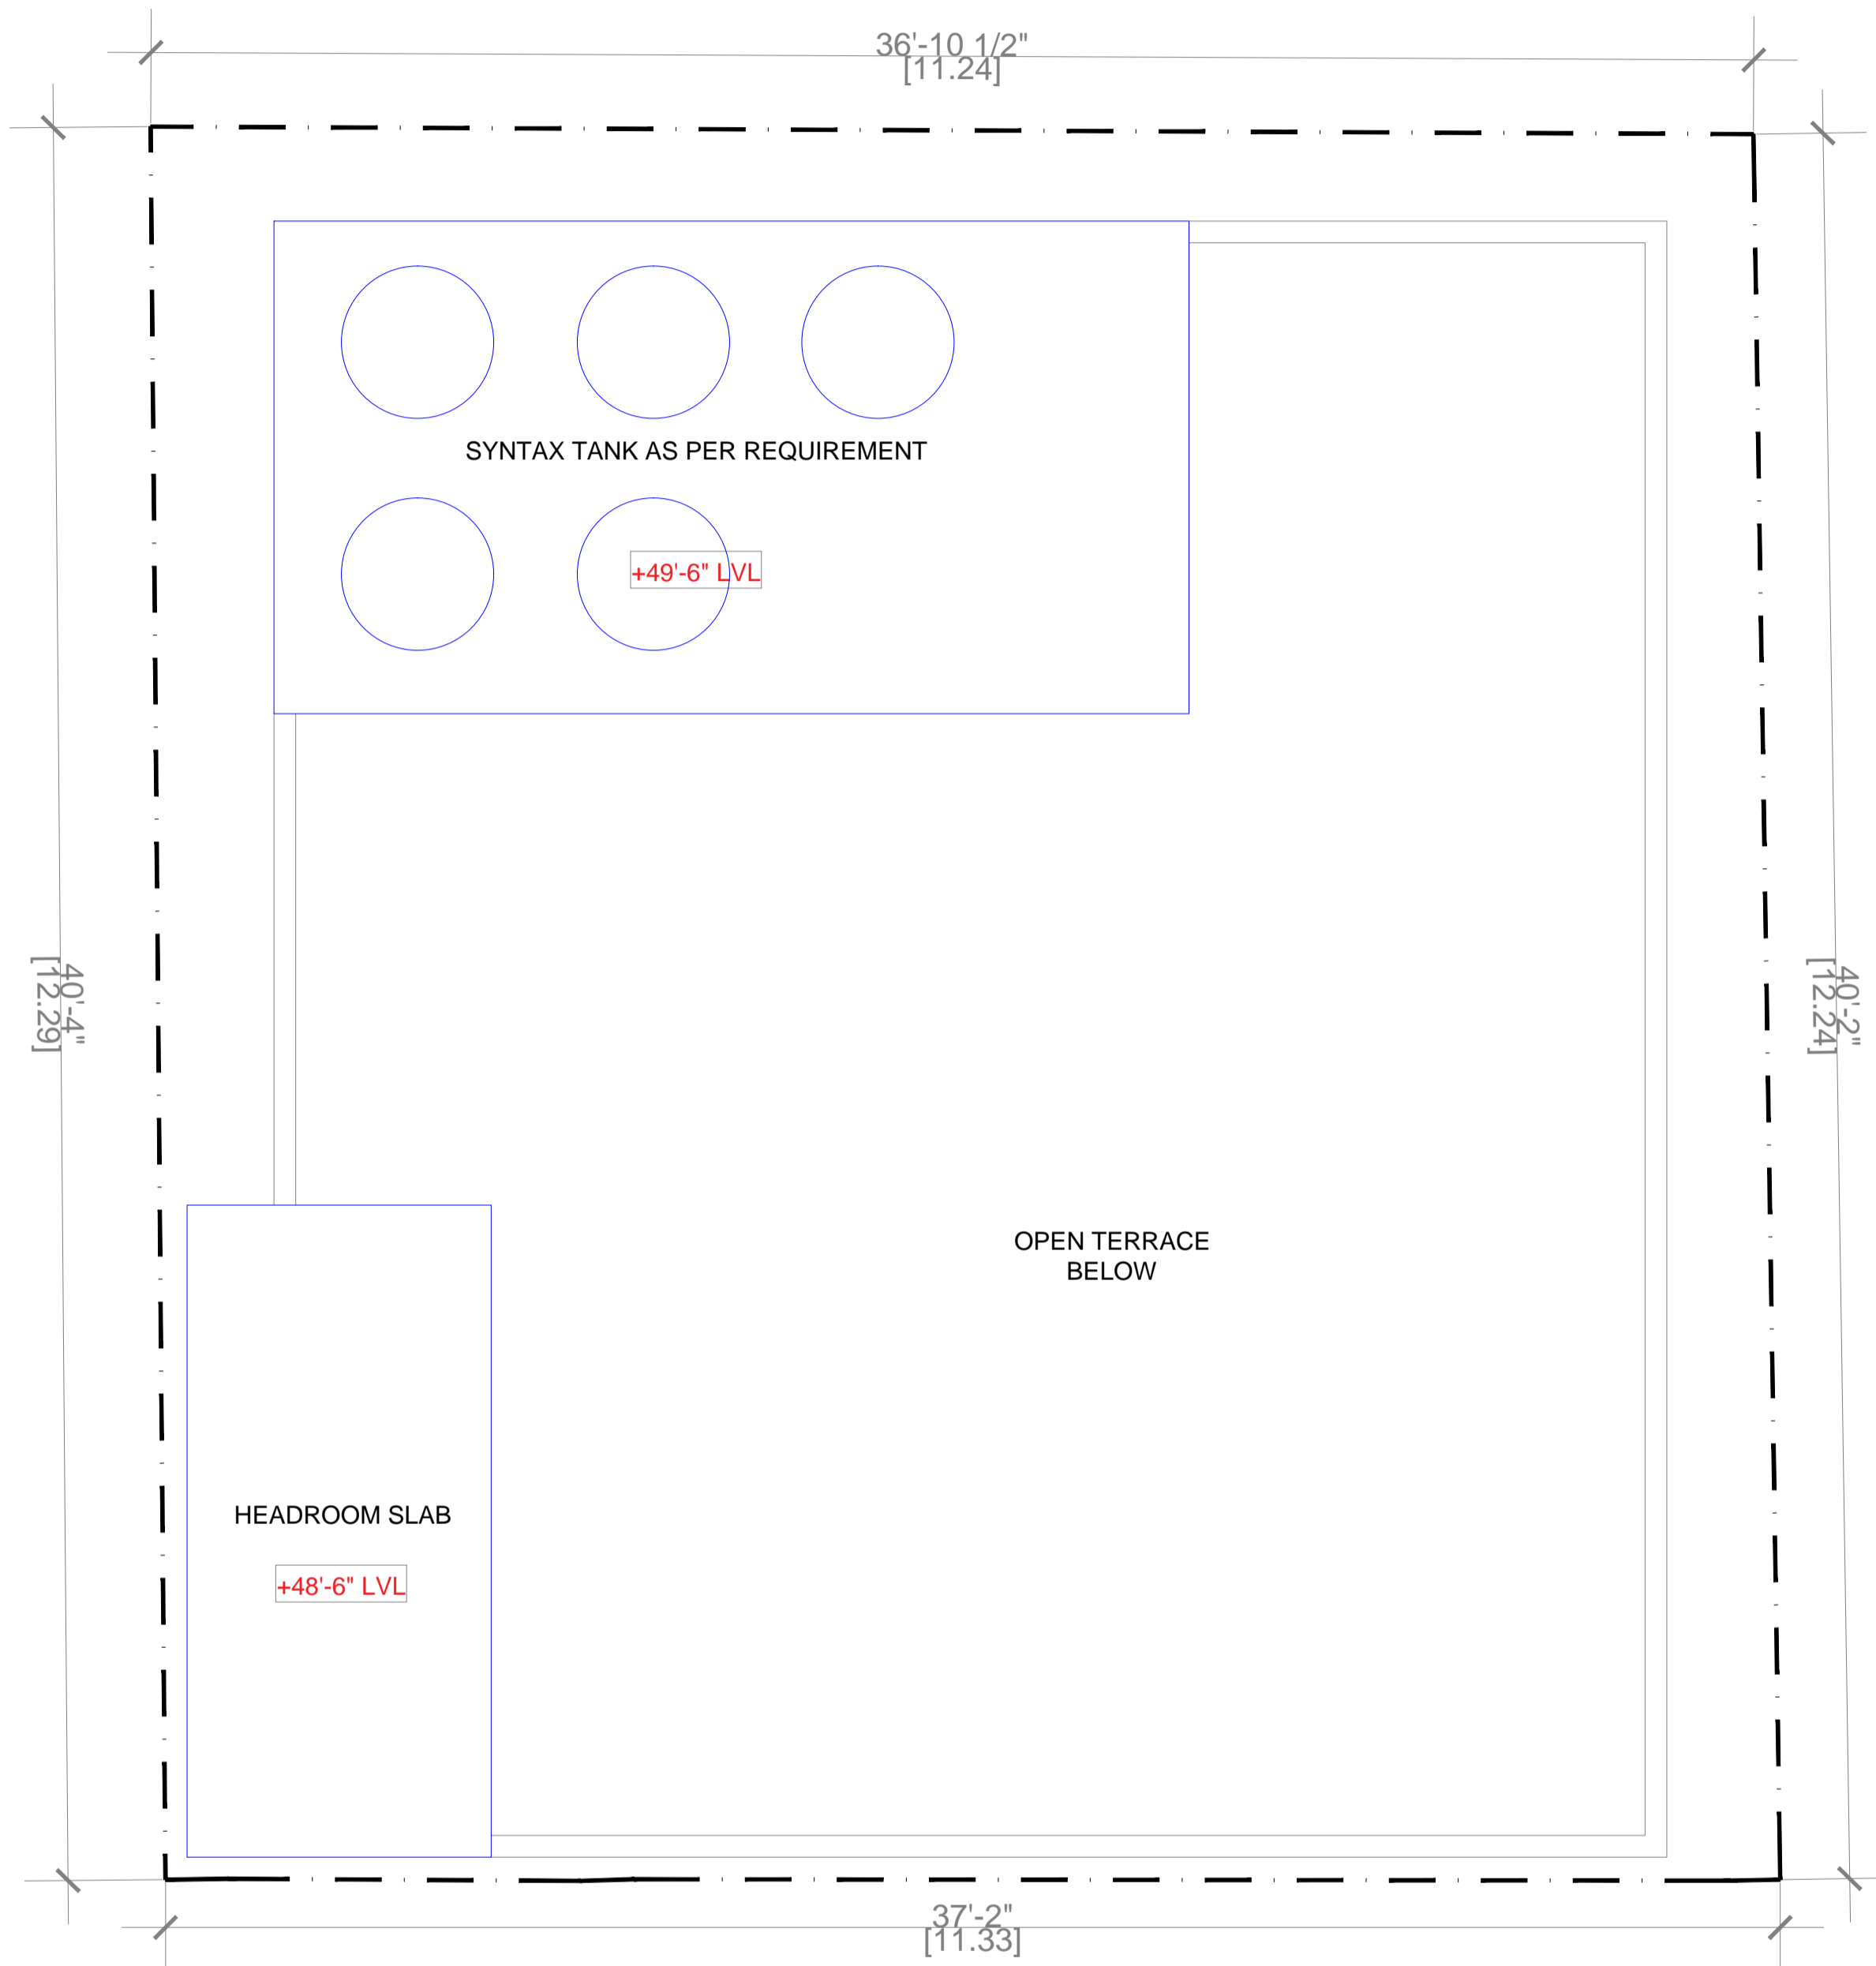 36'-10 1/2"
[11.24]
SYNTAX TANK AS PER REQUIREMENT
+49'-6" LVL
40'-4"
[12.29]
40'-2"
[12.24]
OPEN TERRACE
BELOW
HEADROOM SLAB
+48'-6" LVL
37'-2"
[11.33]